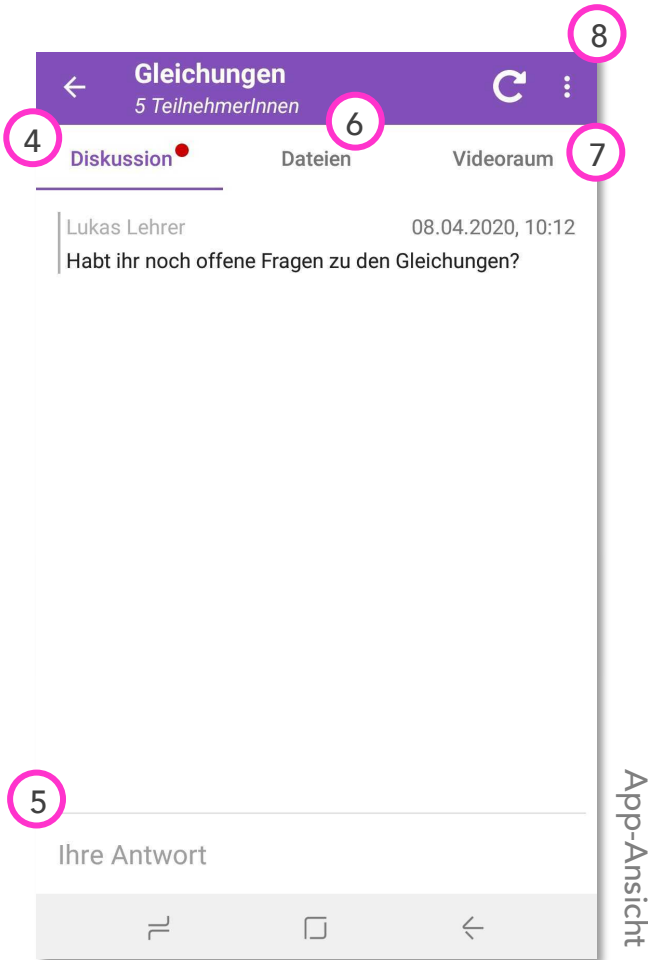 8
Gleichungen
5 TeilnehmerInnen
4
6
7
Diskussion
Dateien
Videoraum
Lukas Lehrer
08.04.2020, 10:12
Habt ihr noch offene Fragen zu den Gleichungen?
5
Ihre Antwort
App-Ansicht